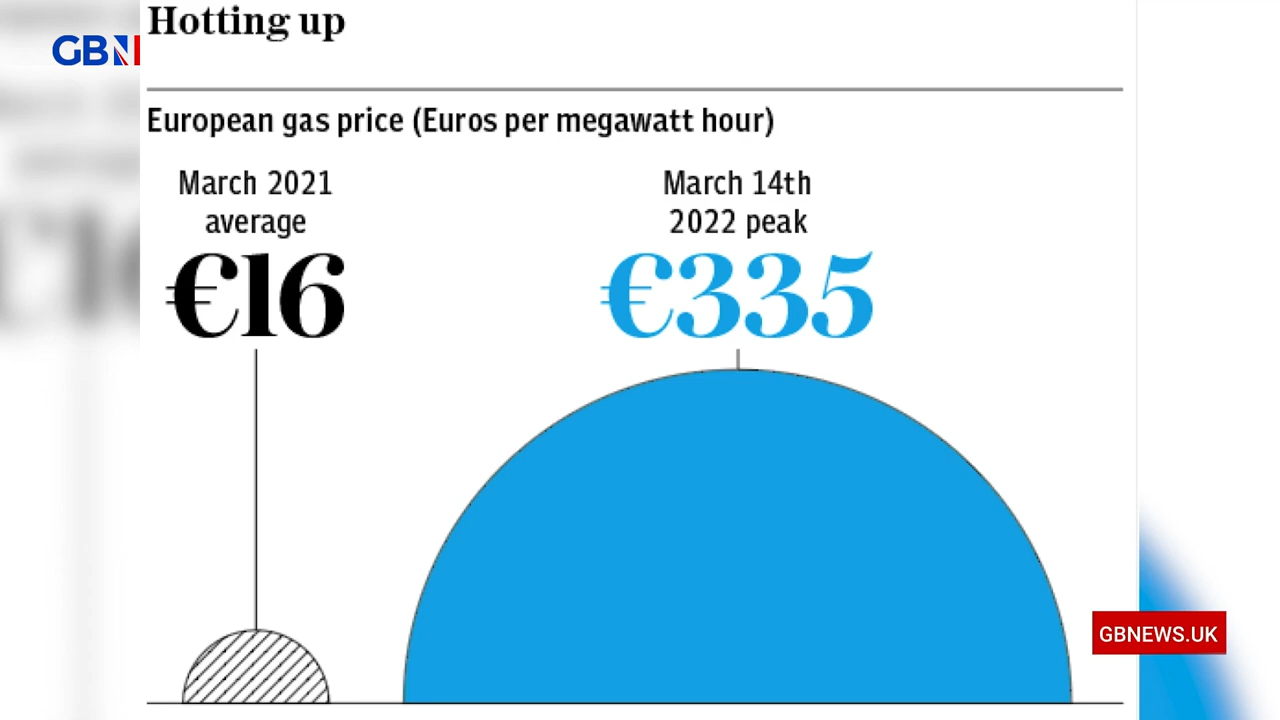 Hotting up
GBN
European gas price (Euros per megawatt hour)
March 2021
average
€16
March 14th
2022 peak
€335
GBNEWS.UK